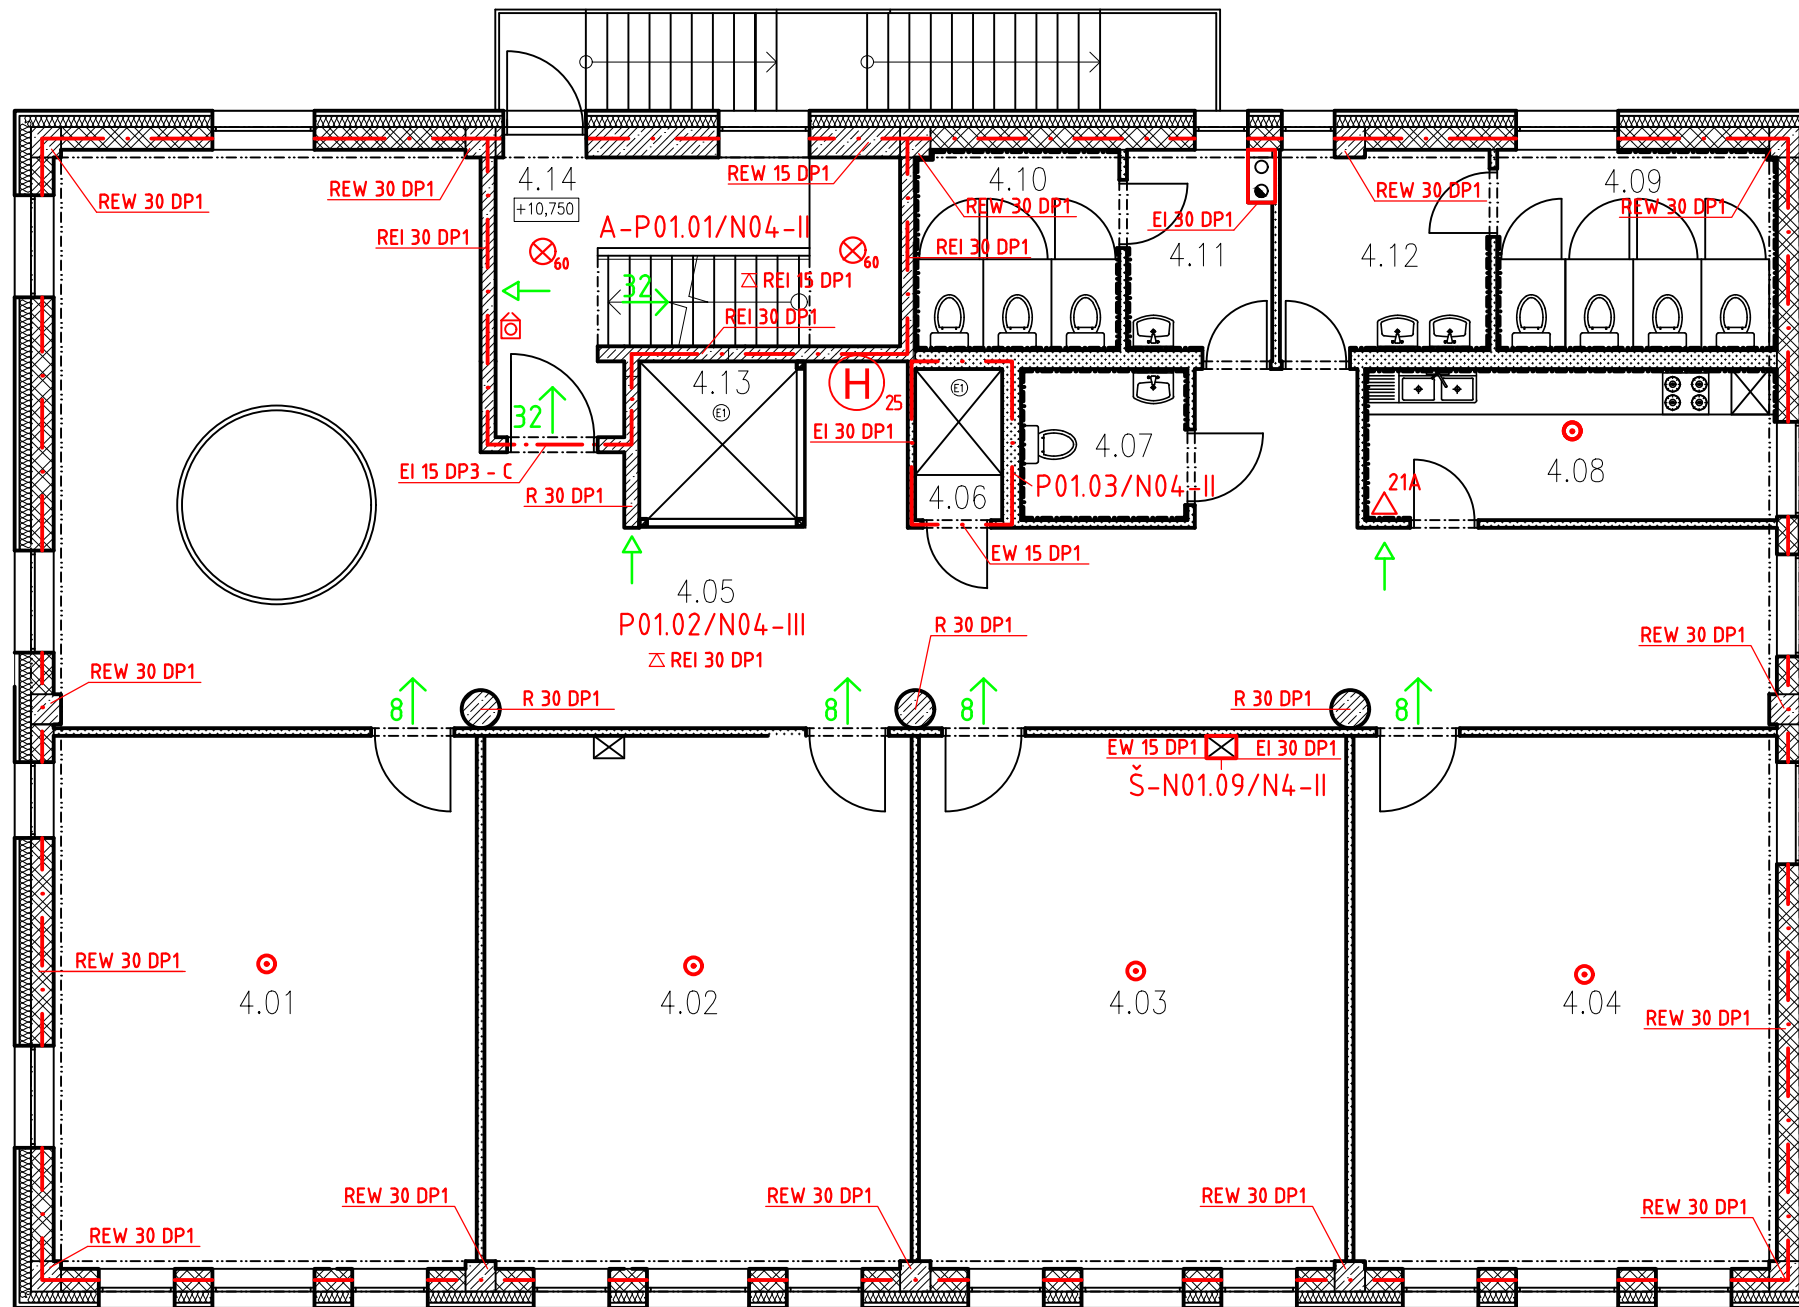 4.14
+10,750
REW 15 DP1
4.10
4.09
REW 30 DP1
REW 30 DP1
REW 30 DP1
REW 30 DP1
REW 30 DP1
A-P01.01/N04-II
EI 30 DP1
REI 30 DP1
REI 30 DP1
4.11
4.12
60
60
32
REI 15 DP1
REI 30 DP1
4.13
E1
H
25
E1
32
EI 30 DP1
4.07
EI 15 DP3 - C
R 30 DP1
4.06
P01.03/N04-II
21A
4.08
EW 15 DP1
4.05
P01.02/N04-III
REI 30 DP1
R 30 DP1
REW 30 DP1
REW 30 DP1
8
R 30 DP1
8
8
R 30 DP1
8
EW 15 DP1
EI 30 DP1
Š-N01.09/N4-II
REW 30 DP1
4.01
4.02
4.03
4.04
REW 30 DP1
REW 30 DP1
REW 30 DP1
REW 30 DP1
REW 30 DP1
REW 30 DP1